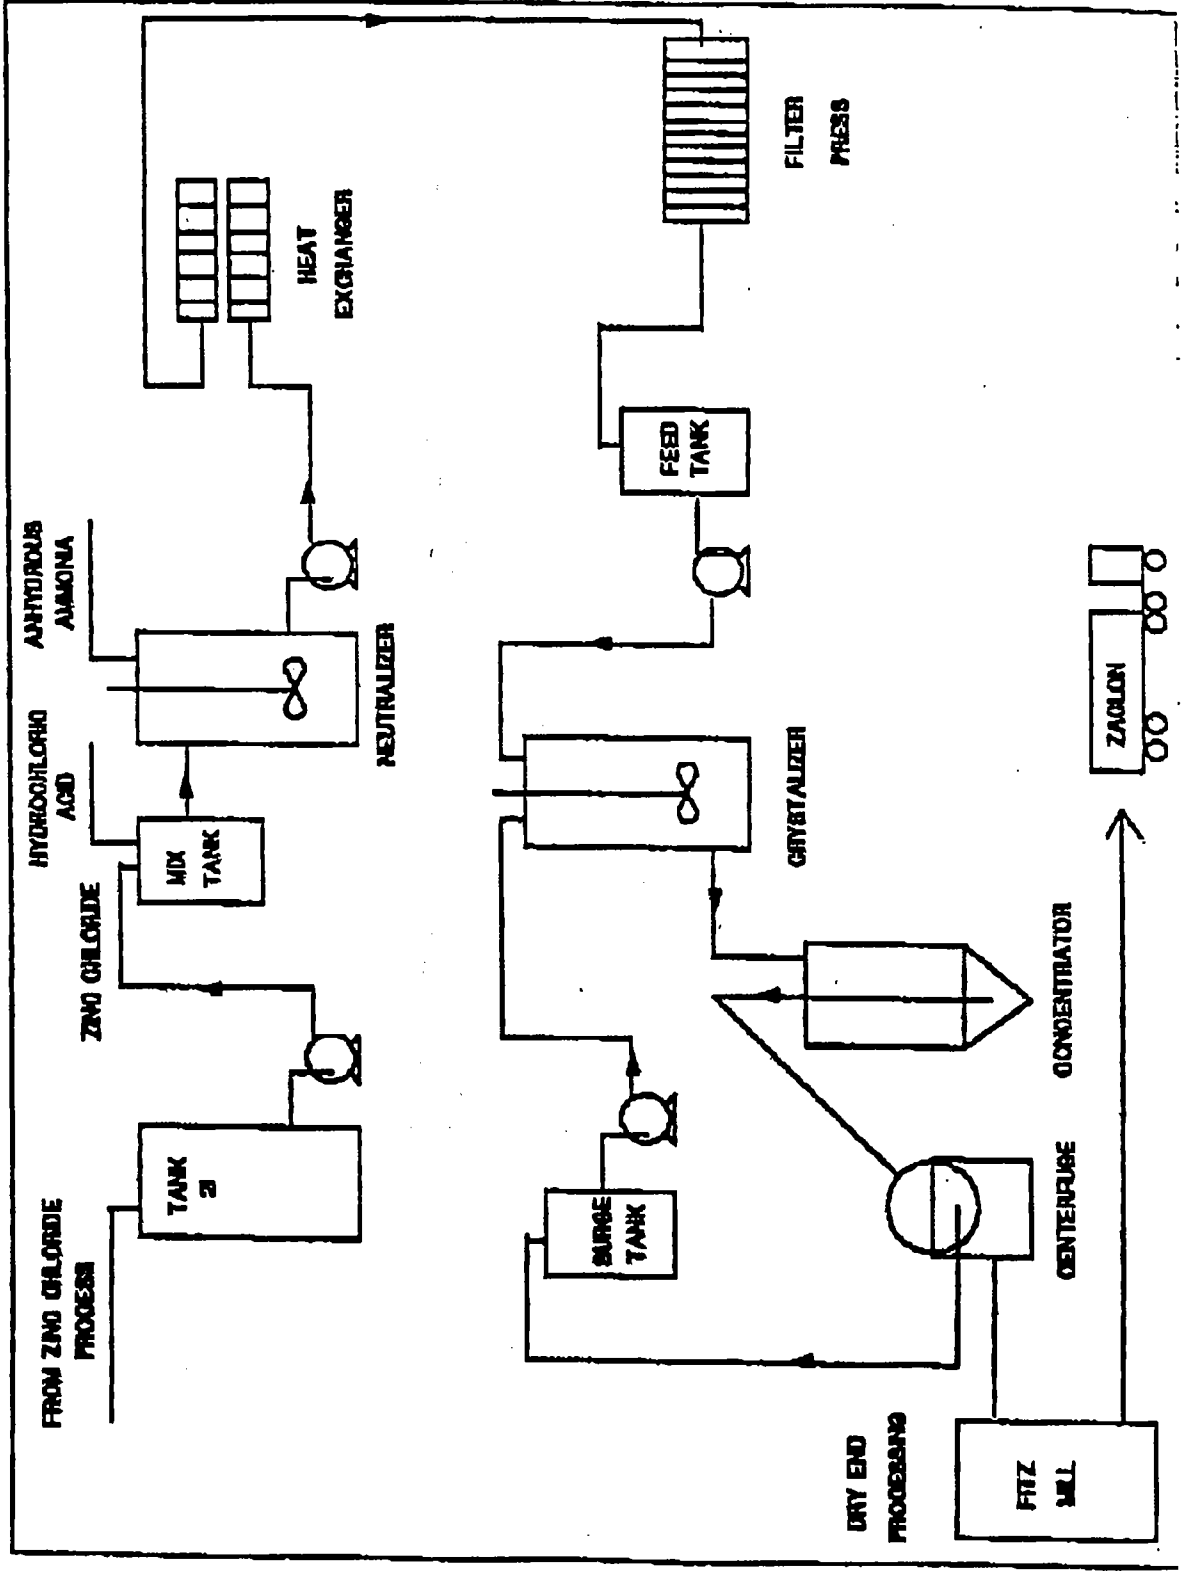 FROM ZINC CHLORIDE
PROCESS
TANK
21
ZINC CHLORIDE
HYDROCHLORIC
ACID
MIX
TANK
ANHYDROUS
AMMONIA
NEUTRALIZER
HEAT
EXCHANGER
FILTER
PRESS
FEED
TANK
CRYSTALIZER
SURGE
TANK
CONCENTRATOR
CENTERFUGE
DRY END
PROCESSING
FITZ
MILL
ZACLON